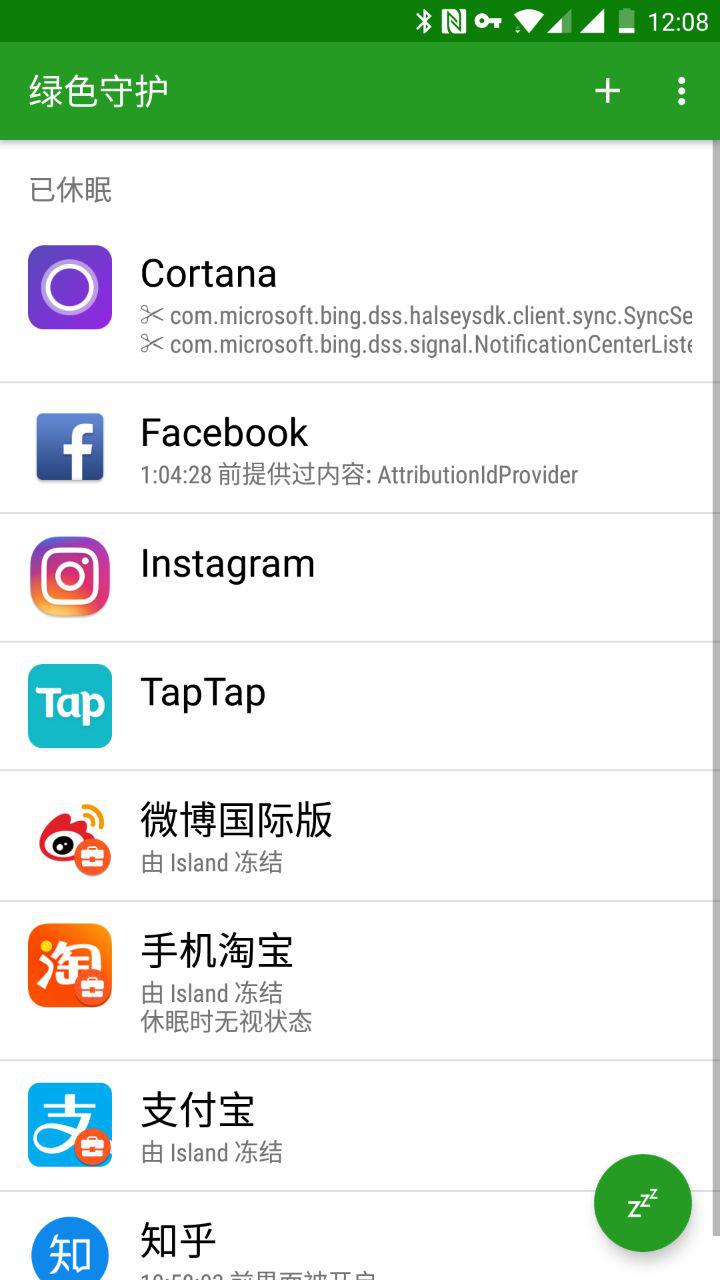 12:08
绿色守护
已休眠
Cortana
com.microsoft.bing.dss.halseysdk.client.sync.SyncSe
com.microsoft.bing.dss.signal.NotificationCenterListe
Facebook
1:04:28 前提供过内容: AttributionIdProvider
Instagram
Tap
TapTap
微博国际版
由 Island 冻结
淘
手机淘宝
由 Island 冻结
休眠时无视状态
支
支付宝
由 Island 冻结
zzz
知
知乎